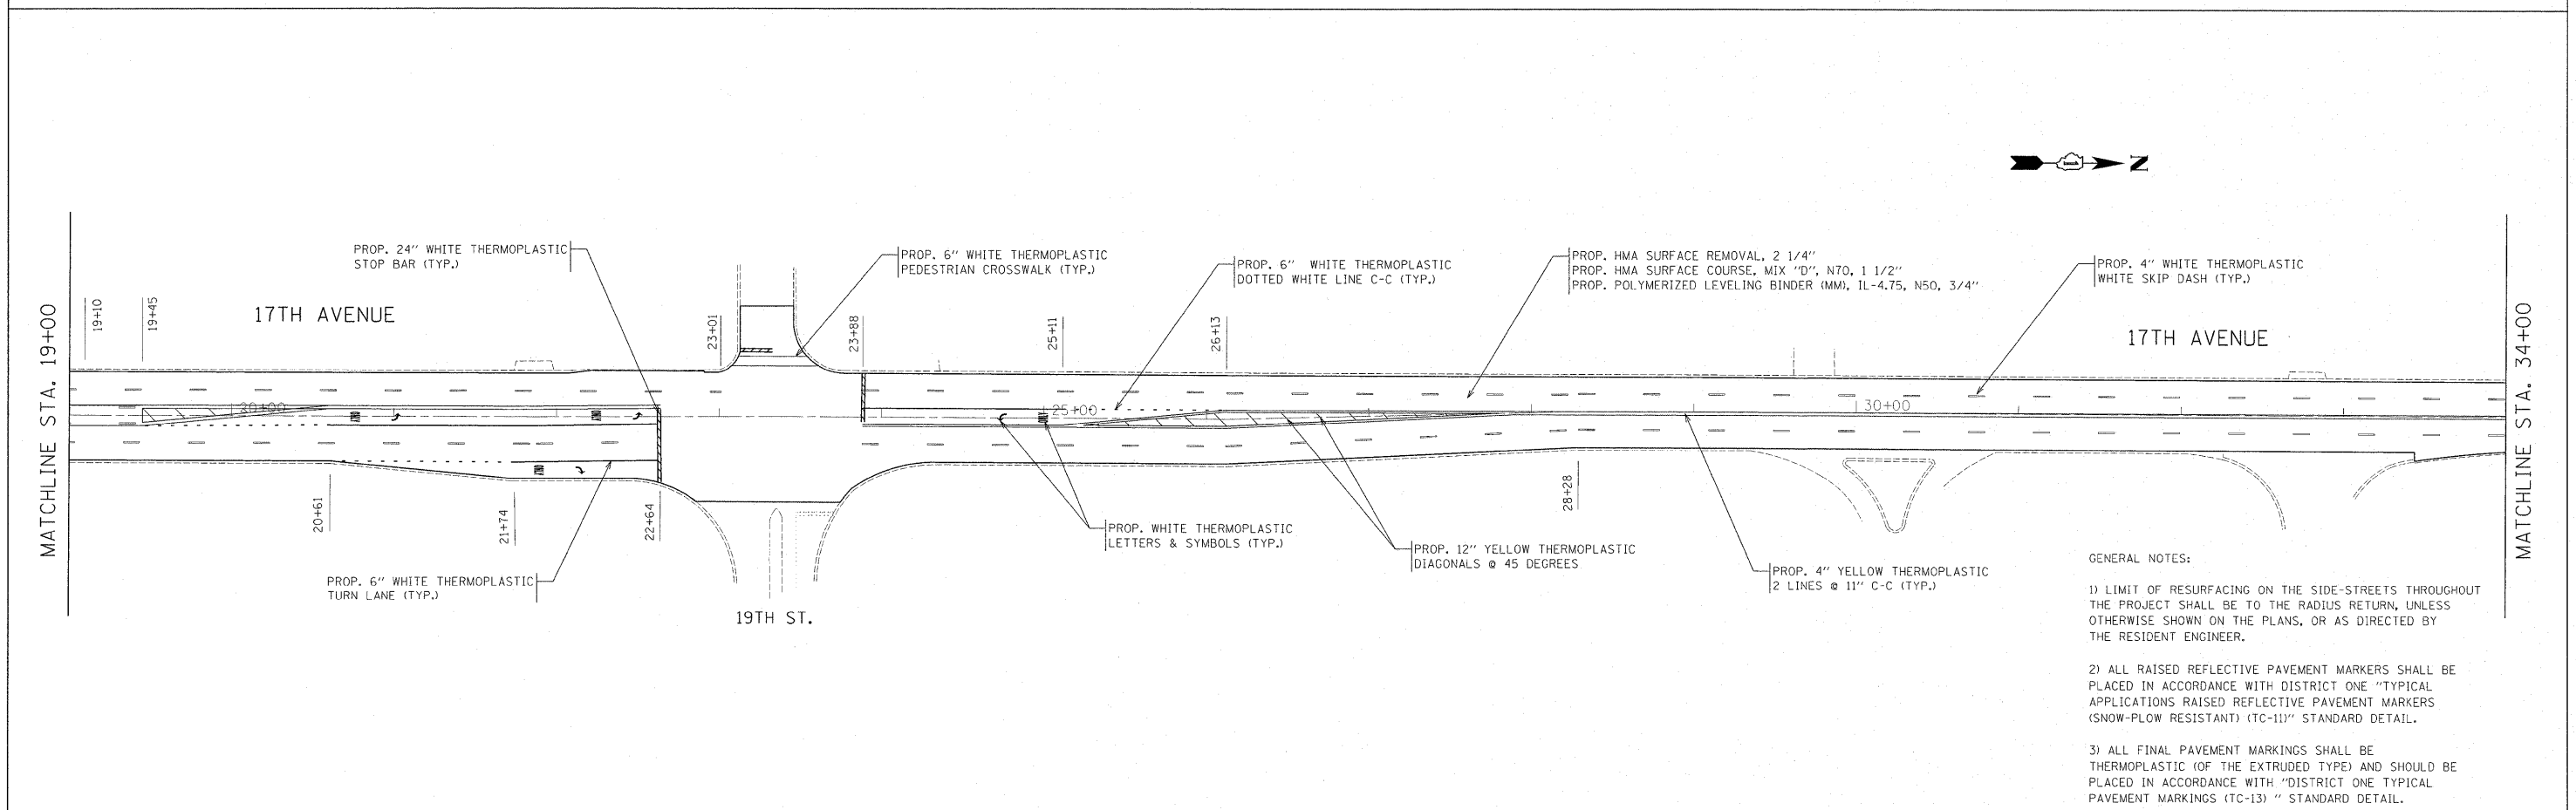 N
PROP. 24" WHITE THERMOPLASTIC
STOP BAR (TYP.)
PROP. 6" WHITE THERMOPLASTIC
PEDESTRIAN CROSSWALK (TYP.)
PROP. 6" WHITE THERMOPLASTIC
DOTTED WHITE LINE C-C (TYP.)
PROP. HMA SURFACE REMOVAL, 2 1/4"
PROP. HMA SURFACE COURSE, MIX "D", N70, 1 1/2"
PROP. POLYMERIZED LEVELING BINDER (MM), IL-4.75, N50, 3/4"
PROP. 4" WHITE THERMOPLASTIC
WHITE SKIP DASH (TYP.)
MATCHLINE STA. 19+00
19+10
19+45
17TH AVENUE
23+01
23+88
25+11
26+13
17TH AVENUE
MATCHLINE STA. 34+00
20+00
25+00
30+00
ONLY
ONLY
ONLY
ONLY
20+61
21+74
22+64
28+28
PROP. 6" WHITE THERMOPLASTIC
TURN LANE (TYP.)
19TH ST.
PROP. WHITE THERMOPLASTIC
LETTERS & SYMBOLS (TYP.)
PROP. 12" YELLOW THERMOPLASTIC
DIAGONALS @ 45 DEGREES
PROP. 4" YELLOW THERMOPLASTIC
2 LINES @ 11" C-C (TYP.)
GENERAL NOTES:
1) LIMIT OF RESURFACING ON THE SIDE-STREETS THROUGHOUT
THE PROJECT SHALL BE TO THE RADIUS RETURN, UNLESS
OTHERWISE SHOWN ON THE PLANS, OR AS DIRECTED BY
THE RESIDENT ENGINEER.
2) ALL RAISED REFLECTIVE PAVEMENT MARKERS SHALL BE
PLACED IN ACCORDANCE WITH DISTRICT ONE "TYPICAL
APPLICATIONS RAISED REFLECTIVE PAVEMENT MARKERS
(SNOW-PLOW RESISTANT) (TC-11)" STANDARD DETAIL.
3) ALL FINAL PAVEMENT MARKINGS SHALL BE
THERMOPLASTIC (OF THE EXTRUDED TYPE) AND SHOULD BE
PLACED IN ACCORDANCE WITH "DISTRICT ONE TYPICAL
PAVEMENT MARKINGS (TC-13) " STANDARD DETAIL.